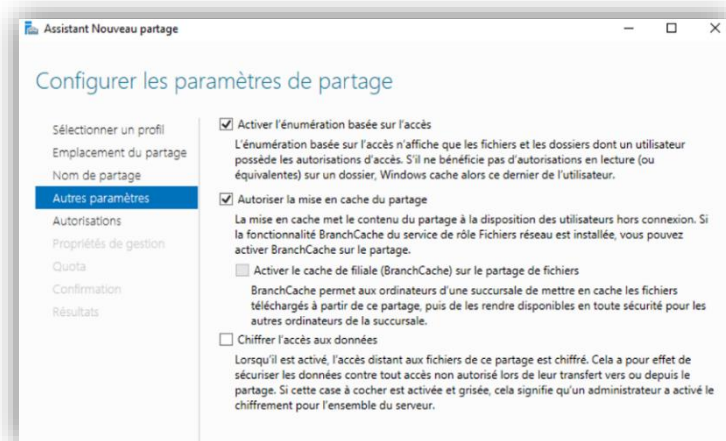 Assistant Nouveau partage
Configurer les paramètres de partage
Sélectionner un profil
Emplacement du partage
Nom de partage
Autres paramètres
Autorisations
Propriétés de gestion
Quota
Confirmation
Résultats
Activer l'énumération basée sur l'accès
L'énumération basée sur l'accès n'affiche que les fichiers et les dossiers dont un utilisateur
possède les autorisations d'accès. S'il ne bénéficie pas d'autorisations en lecture (ou
équivalentes) sur un dossier, Windows cache alors ce dernier de l'utilisateur.
Autoriser la mise en cache du partage
La mise en cache met le contenu du partage à la disposition des utilisateurs hors connexion. Si
la fonctionnalité BranchCache du service de rôle Fichiers réseau est installée, vous pouvez
activer BranchCache sur le partage.
Activer le cache de filiale (BranchCache) sur le partage de fichiers
BranchCache permet aux ordinateurs d'une succursale de mettre en cache les fichiers
téléchargés à partir de ce partage, puis de les rendre disponibles en toute sécurité pour les
autres ordinateurs de la succursale.
Chiffrer l'accès aux données
Lorsqu'il est activé, l'accès distant aux fichiers de ce partage est chiffré. Cela a pour effet de
sécuriser les données contre tout accès non autorisé lors de leur transfert vers ou depuis le
partage. Si cette case à cocher est activée et grisée, cela signifie qu'un administrateur a activé le
chiffrement pour l'ensemble du serveur.